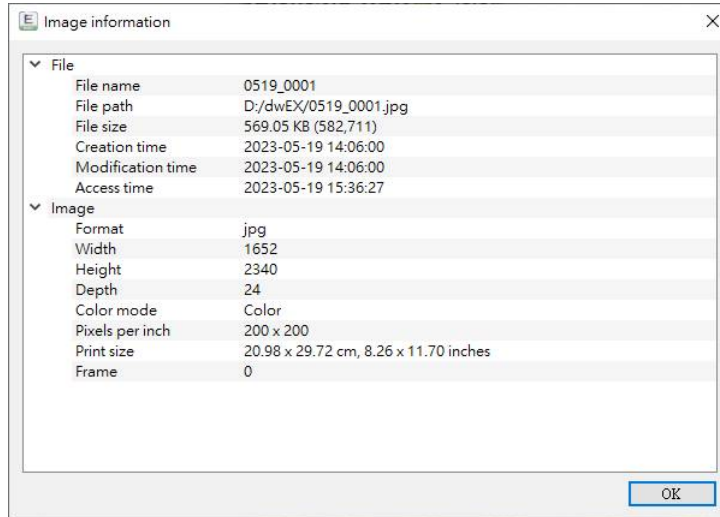 Image information
File
File name 0519_0001
File path D:/dwEX/0519_0001.jpg
File size 569.05 KB (582,711)
Creation time 2023-05-19 14:06:00
Modification time 2023-05-19 14:06:00
Access time 2023-05-19 15:36:27
Image
Format jpg
Width 1652
Height 2340
Depth 24
Color mode Color
Pixels per inch 200 x 200
Print size 20.98 x 29.72 cm, 8.26 x 11.70 inches
Frame 0
OK